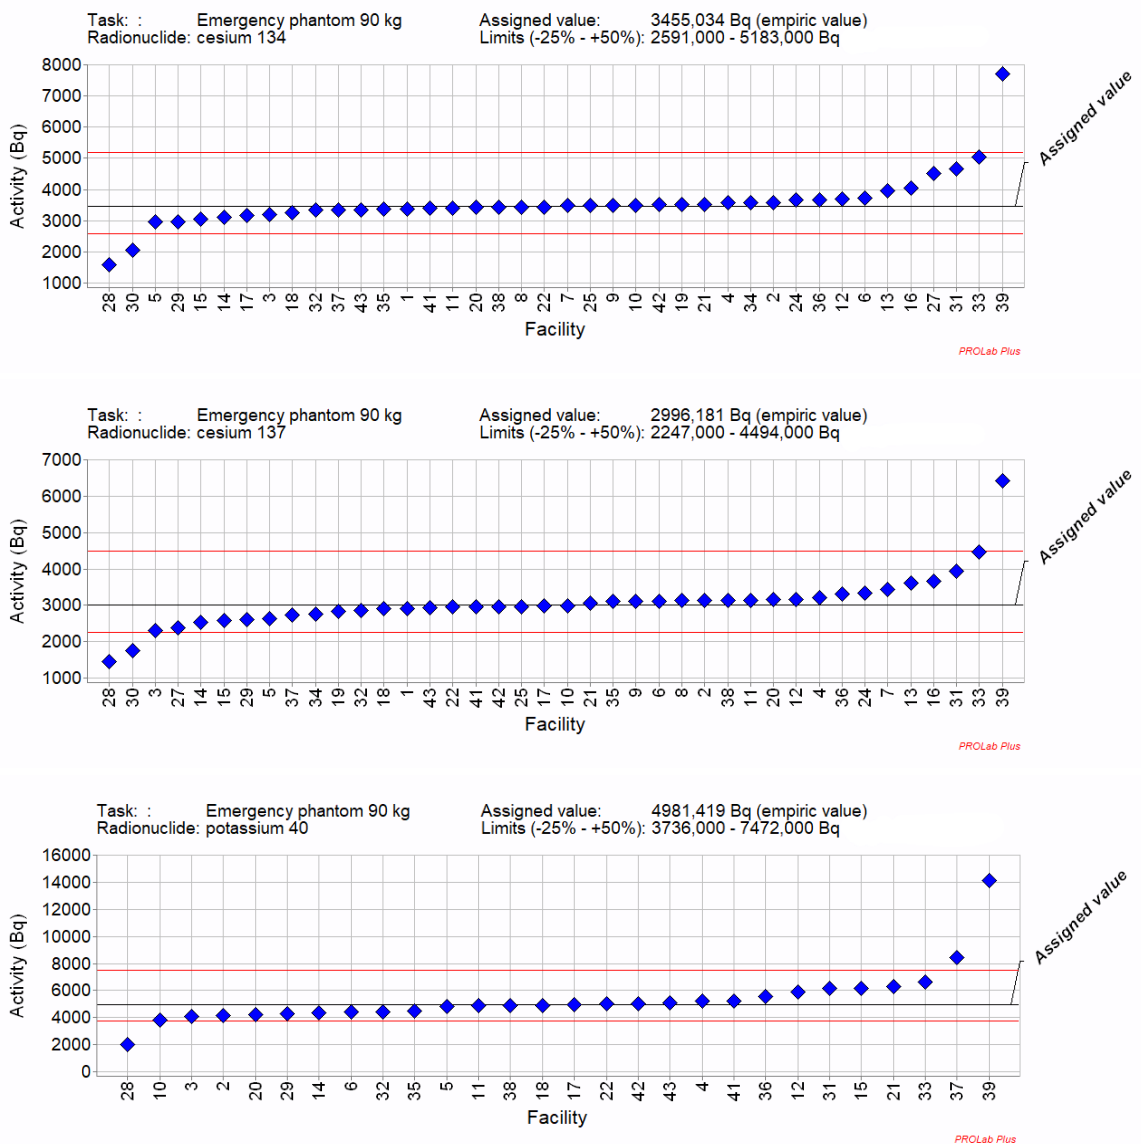 Task: : Emergency phantom 90 kg Assigned value: 3455,034 Bq (empiric value)
Radionuclide: cesium 134 Limits (-25% - +50%): 2591,000 - 5183,000 Bq
8000
7000
6000
5000
4000
3000
2000
1000
Activity (Bq)
Assigned value
28 30 5 29 15 14 17 3 18 32 37 43 35 1 41 11 20 38 8 22 7 25 9 10 42 19 21 4 34 2 24 36 12 6 13 16 27 31 33 39
Facility
PROLab Plus
Task: : Emergency phantom 90 kg Assigned value: 2996,181 Bq (empiric value)
Radionuclide: cesium 137 Limits (-25% - +50%): 2247,000 - 4494,000 Bq
7000
6000
5000
4000
3000
2000
1000
Activity (Bq)
Assigned value
28 30 3 27 14 15 29 5 37 34 19 32 18 1 43 22 41 42 25 17 10 21 35 9 6 8 2 38 11 20 12 4 36 24 7 13 16 31 33 39
Facility
PROLab Plus
Task: : Emergency phantom 90 kg Assigned value: 4981,419 Bq (empiric value)
Radionuclide: potassium 40 Limits (-25% - +50%): 3736,000 - 7472,000 Bq
16000
14000
12000
10000
8000
6000
4000
2000
0
Activity (Bq)
Assigned value
28 10 3 2 20 29 14 6 32 35 5 11 38 18 17 22 42 43 4 41 36 12 31 15 21 33 37 39
Facility
PROLab Plus